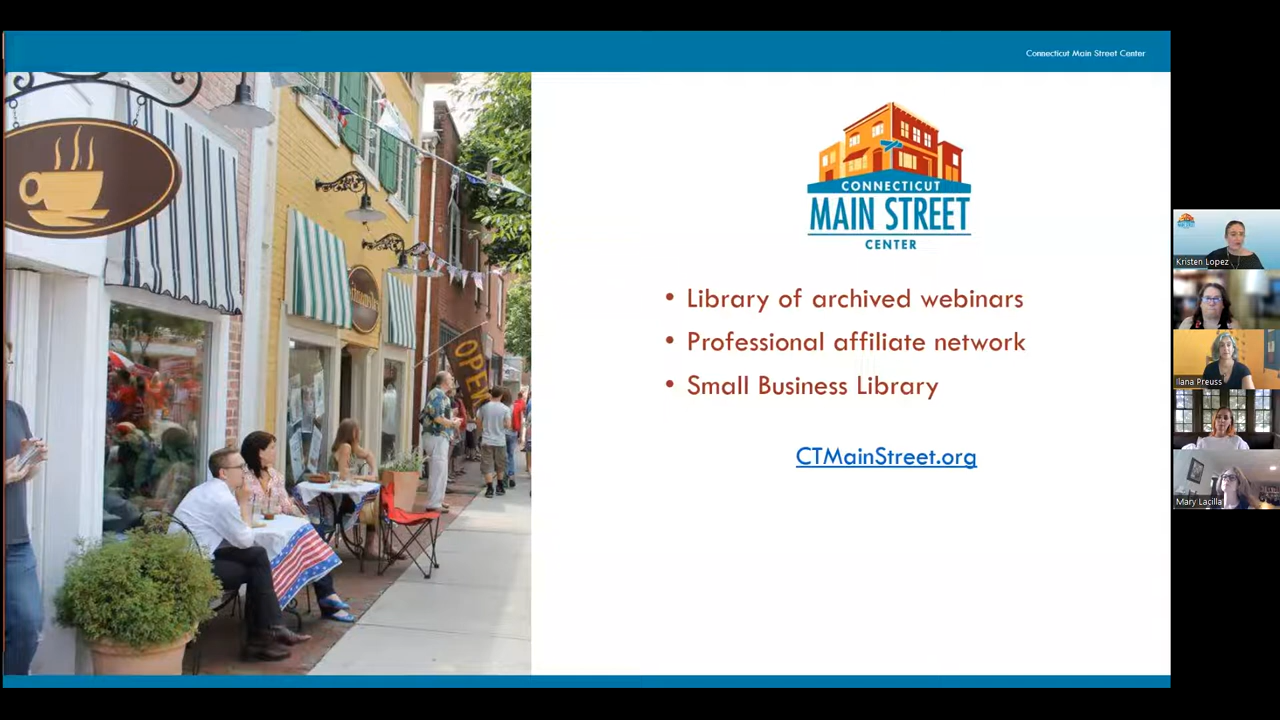 Connecticut Main Street Center
CONNECTICUT
MAIN STREET
CENTER
• Library of archived webinars
• Professional affiliate network
• Small Business Library
CTMainStreet.org
OPEN
Kristen Lopez
Ilana Preuss
Mary Lacilla